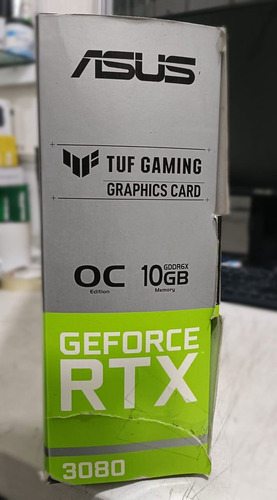 ASUS
TUF GAMING
GRAPHICS CARD
OC
Edition
10GB
GDDR6X
Memory
GEFORCE
RTX
3080